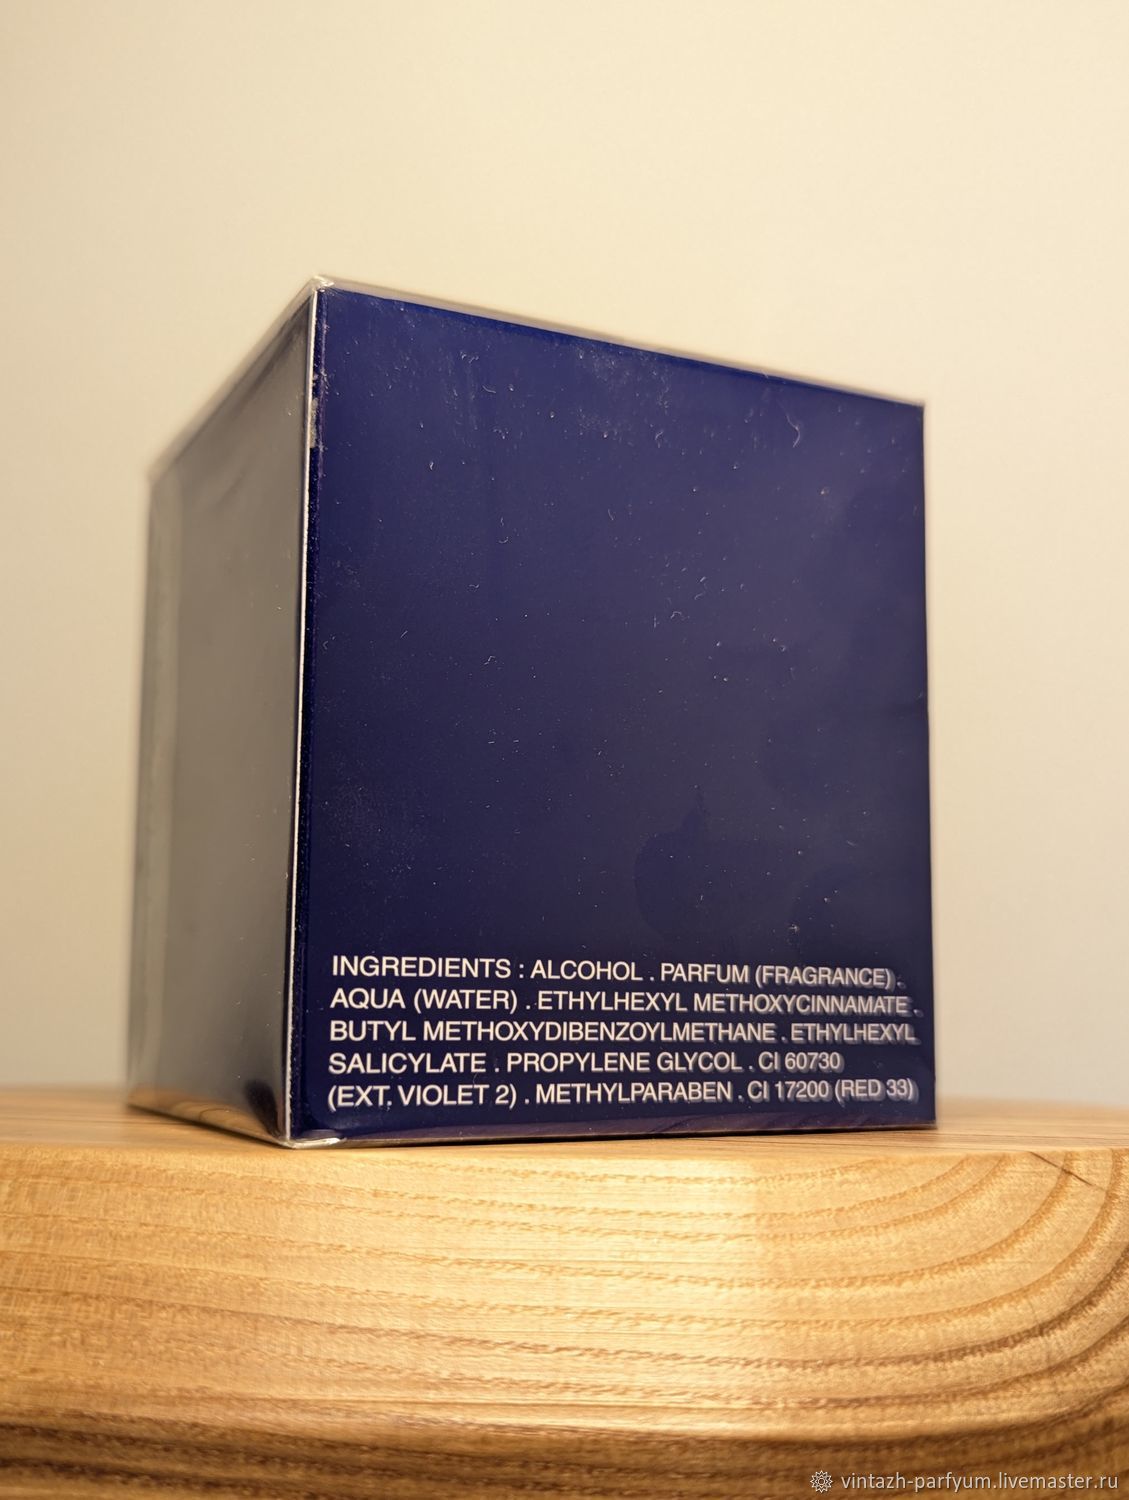 INGREDIENTS : ALCOHOL . PARFUM (FRAGRANCE) .
AQUA (WATER) . ETHYLHEXYL METHOXYCINNAMATE .
BUTYL METHOXYDIBENZOYLMETHANE . ETHYLHEXYL
SALICYLATE . PROPYLENE GLYCOL . CI 60730
(EXT. VIOLET 2) . METHYLPARABEN . CI 17200 (RED 33)
vintazh-parfyum.livemaster.ru